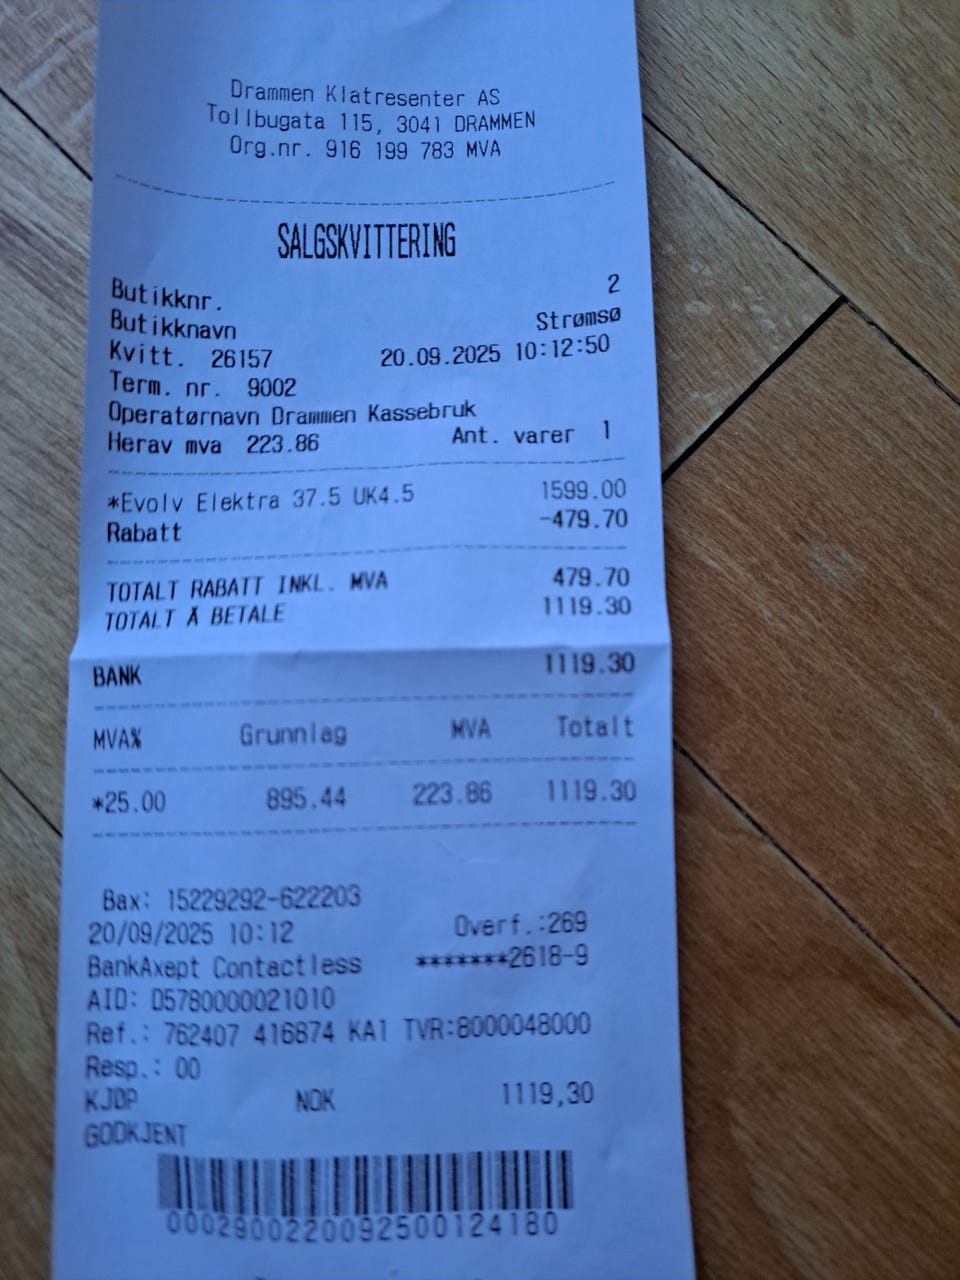 Drammen Klatresenter AS
Tollbugata 115, 3041 DRAMMEN
Org.nr. 916 199 783 MVA
SALGSKVITTERING
Butikknr. 2
Butikknavn Strømsø
Kvitt. 26157 20.09.2025 10:12:50
Term. nr. 9002
Operatørnavn Drammen Kassebruk
Herav mva 223.86 Ant. varer 1
*Evolv Elektra 37.5 UK4.5 1599.00
Rabatt -479.70
TOTALT RABATT INKL. MVA 479.70
TOTALT Å BETALE 1119.30
BANK 1119.30
MVA% Grunnlag MVA Totalt
*25.00 895.44 223.86 1119.30
Bax: 15229292-622203
20/09/2025 10:12 Overf.:269
BankAxept Contactless *******2618-9
AID: D5780000021010
Ref.: 762407 416874 KA1 TVR:8000048000
Resp.: 00
KJØP NOK 1119,30
GODKJENT
0002900220092500124180